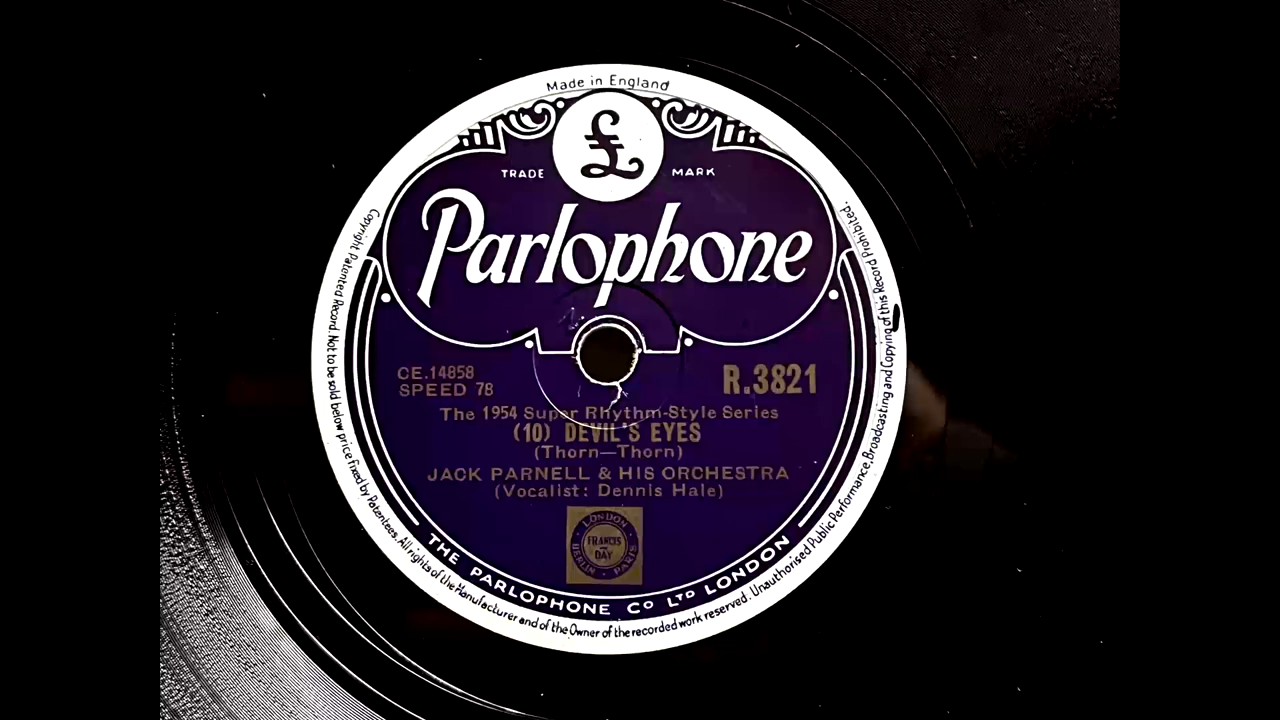 Made in England
£
TRADE MARK
Parlophone
CE.14858
SPEED 78
R.3821
The 1954 Super Rhythm-Style Series
(10) DEVIL'S EYES
(Thorn—Thorn)
JACK PARNELL & HIS ORCHESTRA
(Vocalist: Dennis Hale)
LONDON
FRANCIS
AND
DAY
BERLIN • PARIS
THE PARLOPHONE Co LTD LONDON
Copyright Patented Record. Not to be sold below price fixed by Patentees. All rights of the Manufacturer and of the Owner of the recorded work reserved. Unauthorised Public Performance, Broadcasting and Copying of this Record Prohibited.